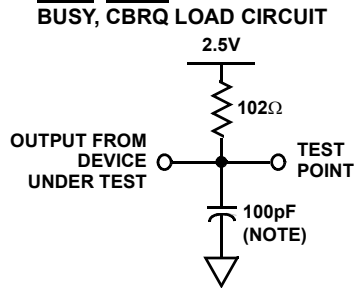 BUSY, CBRQ LOAD CIRCUIT
2.5V
102Ω
OUTPUT FROM
DEVICE
UNDER TEST
TEST
POINT
100pF
(NOTE)